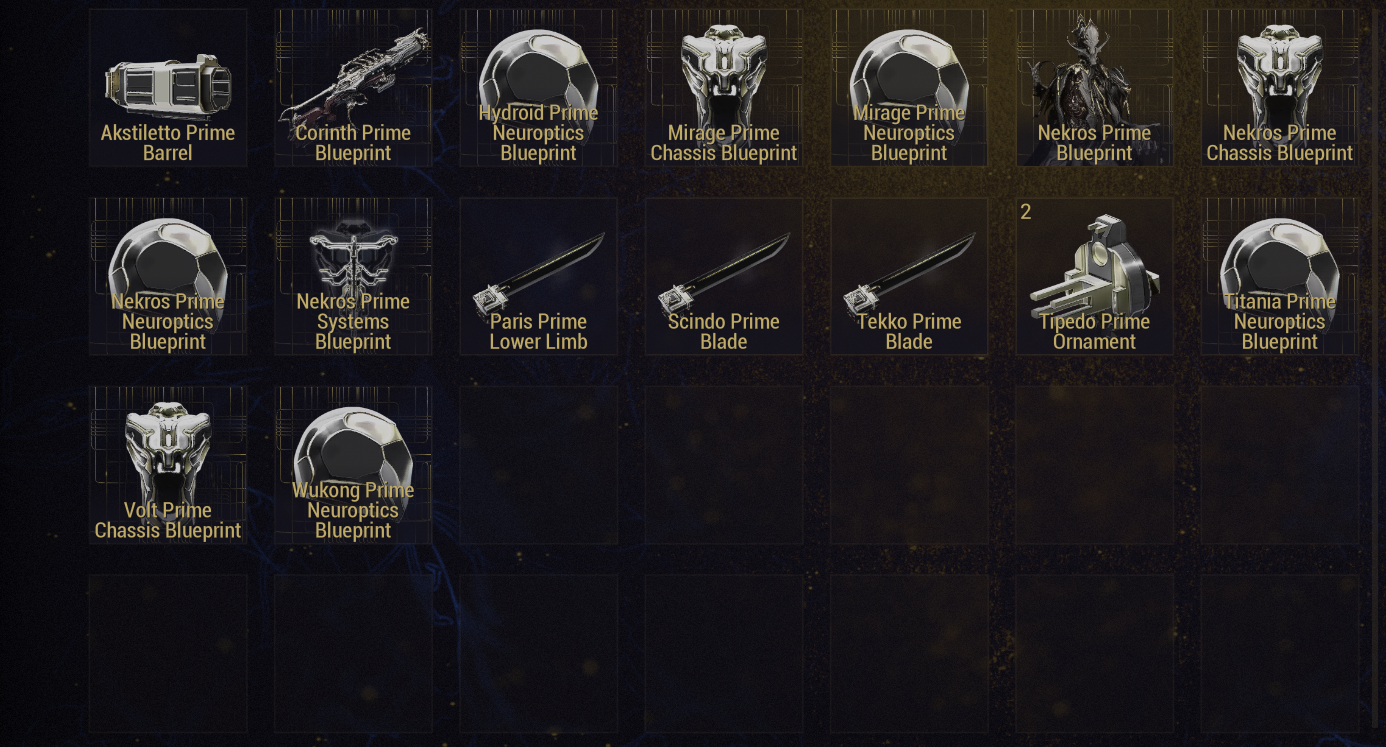 Akstiletto Prime
Barrel
Corinth Prime
Blueprint
Hydroid Prime
Neuroptics
Blueprint
Mirage Prime
Chassis Blueprint
Mirage Prime
Neuroptics
Blueprint
Nekros Prime
Blueprint
Nekros Prime
Chassis Blueprint
Nekros Prime
Neuroptics
Blueprint
Nekros Prime
Systems
Blueprint
Paris Prime
Lower Limb
Scindo Prime
Blade
Tekko Prime
Blade
2
Tipedo Prime
Ornament
Titania Prime
Neuroptics
Blueprint
Volt Prime
Chassis Blueprint
Wukong Prime
Neuroptics
Blueprint